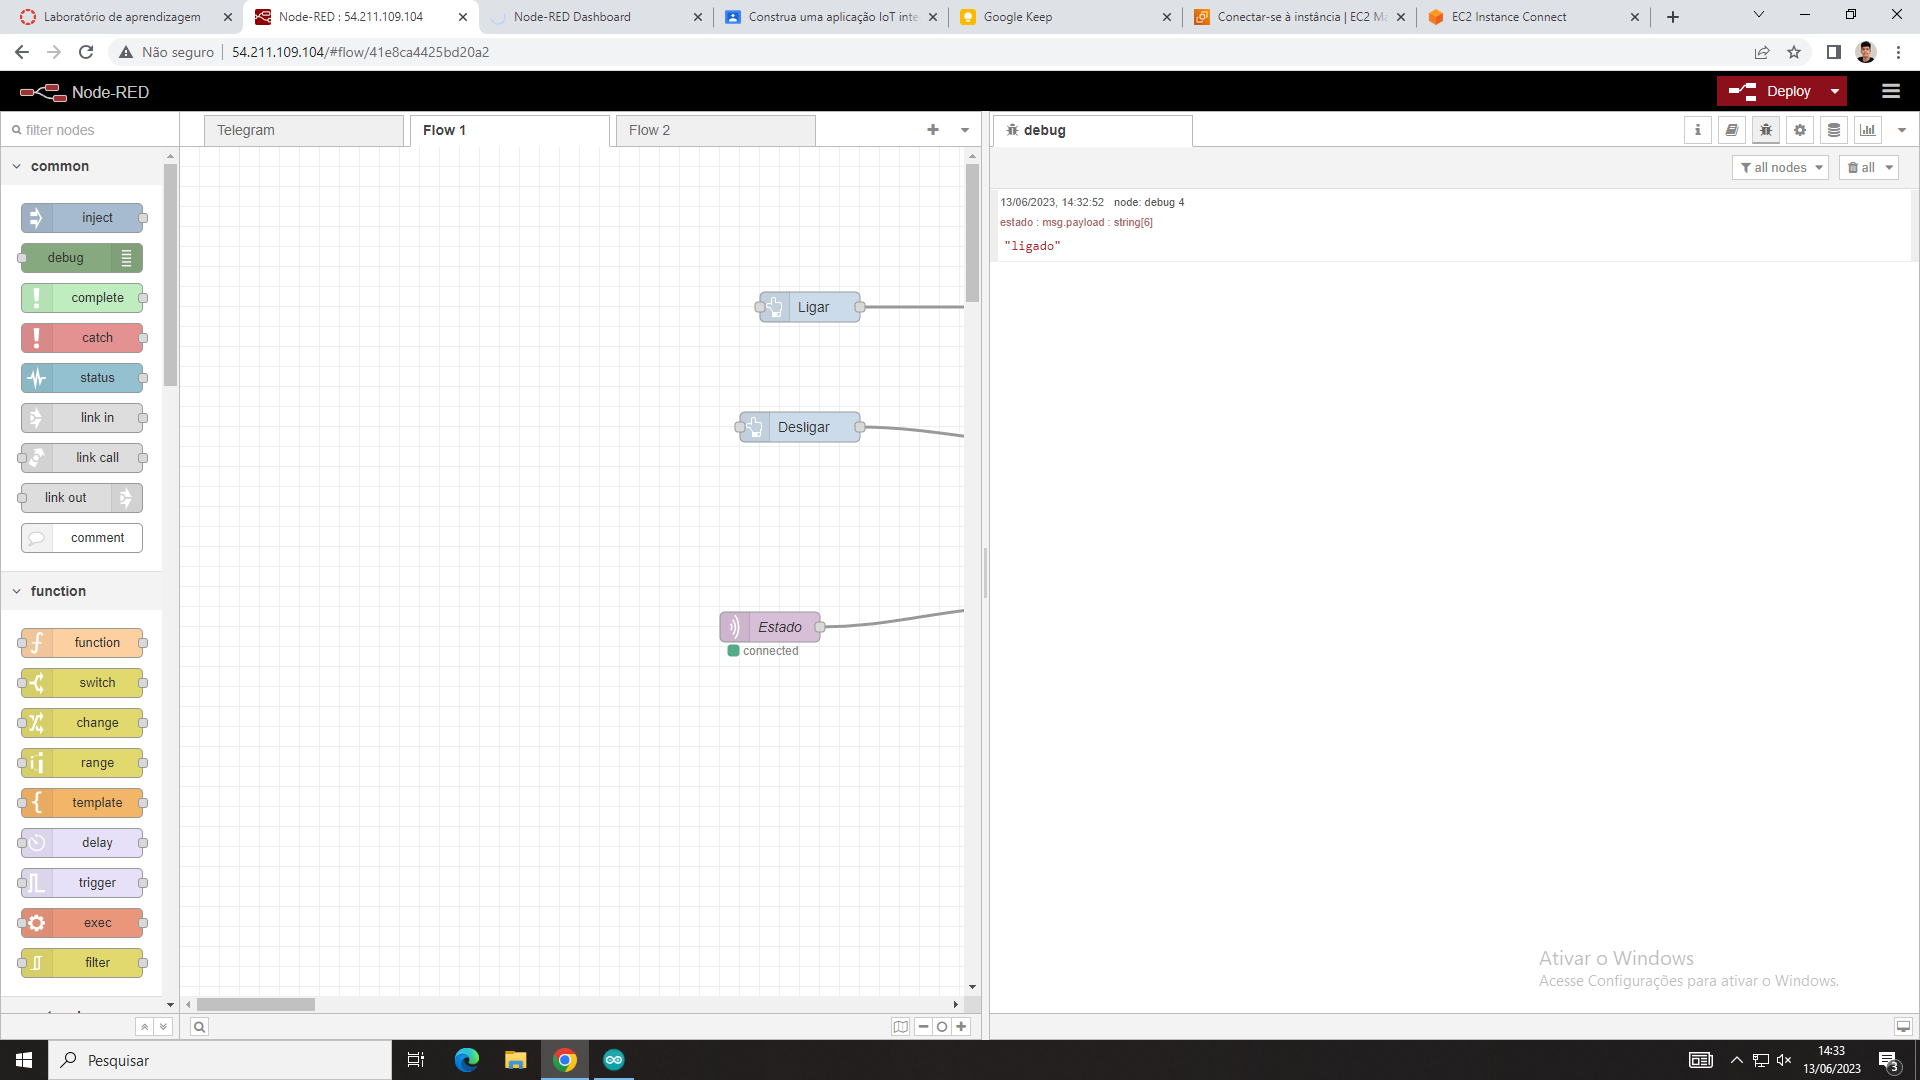 Laboratório de aprendizagem
Node-RED : 54.211.109.104
Node-RED Dashboard
Construa uma aplicação IoT inte
Google Keep
Conectar-se à instância | EC2 Ma
EC2 Instance Connect
Não seguro
54.211.109.104/#flow/41e8ca4425bd20a2
Node-RED
Deploy
filter nodes
Telegram
Flow 1
Flow 2
debug
common
all nodes
all
inject
debug
complete
catch
status
link in
link call
link out
comment
function
function
switch
change
range
template
delay
trigger
exec
filter
Ligar
Desligar
Estado
connected
13/06/2023, 14:32:52 node: debug 4
estado : msg.payload : string[6]
"ligado"
Ativar o Windows
Acesse Configurações para ativar o Windows.
Pesquisar
14:33
13/06/2023
3